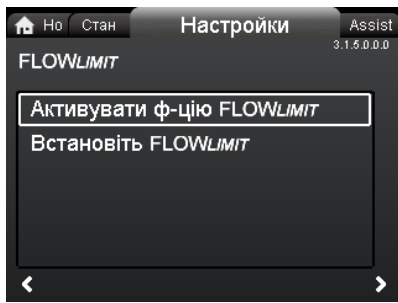 Но Стан Настройки Assist
3.1.5.0.0.0
FLOWLIMIT
Активувати ф-цію FLOWLIMIT
Встановіть FLOWLIMIT